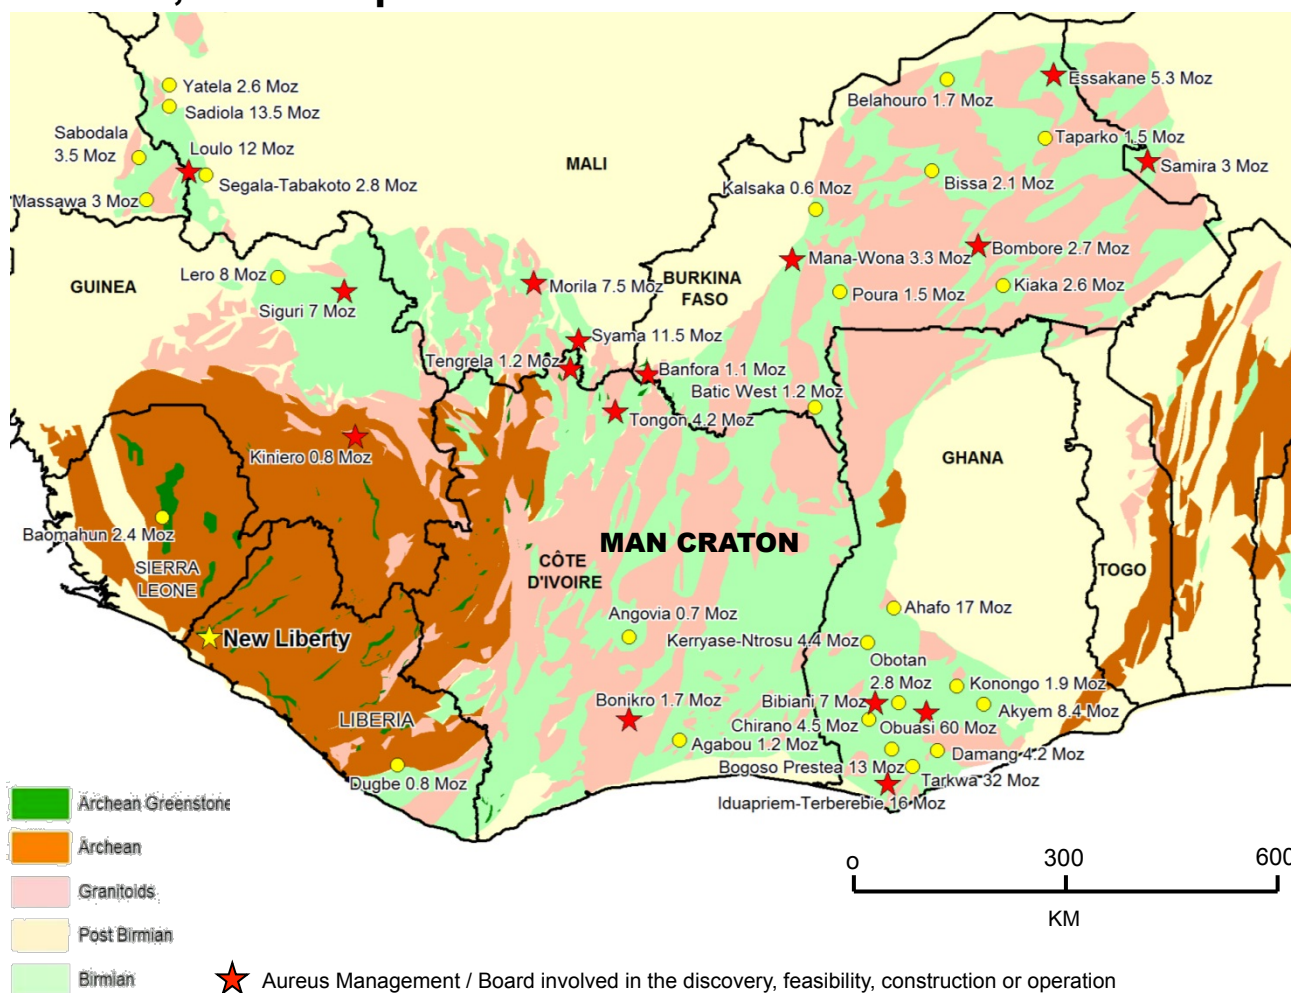 Yatela 2.6 Moz
Sadiola 13.5 Moz
Sabodala
3.5 Moz
Loulo 12 Moz
Segala-Tabakoto 2.8 Moz
Massawa 3 Moz
MALI
Belahouro 1.7 Moz
Essakane 5.3 Moz
Taparko 1.5 Moz
Samira 3 Moz
Bissa 2.1 Moz
Kalsaka 0.6 Moz
Mana-Wona 3.3 Moz
Bombore 2.7 Moz
Kiaka 2.6 Moz
Poura 1.5 Moz
BURKINA
FASO
GUINEA
Lero 8 Moz
Siguri 7 Moz
Morila 7.5 Moz
Syama 11.5 Moz
Tengrela 1.2 Moz
Banfora 1.1 Moz
Batic West 1.2 Moz
Tongon 4.2 Moz
Kiniero 0.8 Moz
GHANA
Baomahun 2.4 Moz
SIERRA
LEONE
MAN CRATON
CÔTE
D'IVOIRE
TOGO
New Liberty
Angovia 0.7 Moz
Ahafo 17 Moz
Kerryase-Ntrosu 4.4 Moz
Obotan
2.8 Moz
Konongo 1.9 Moz
Bibiani 7 Moz
Akyem 8.4 Moz
Bonikro 1.7 Moz
Chirano 4.5 Moz
Obuasi 60 Moz
LIBERIA
Agabou 1.2 Moz
Damang 4.2 Moz
Bogoso Prestea 13 Moz
Tarkwa 32 Moz
Dugbe 0.8 Moz
Iduapriem-Terberebie 16 Moz
Archean Greenstone
Archean
Granitoids
Post Birmian
Birmian
o 300 600
KM
Aureus Management / Board involved in the discovery, feasibility, construction or operation